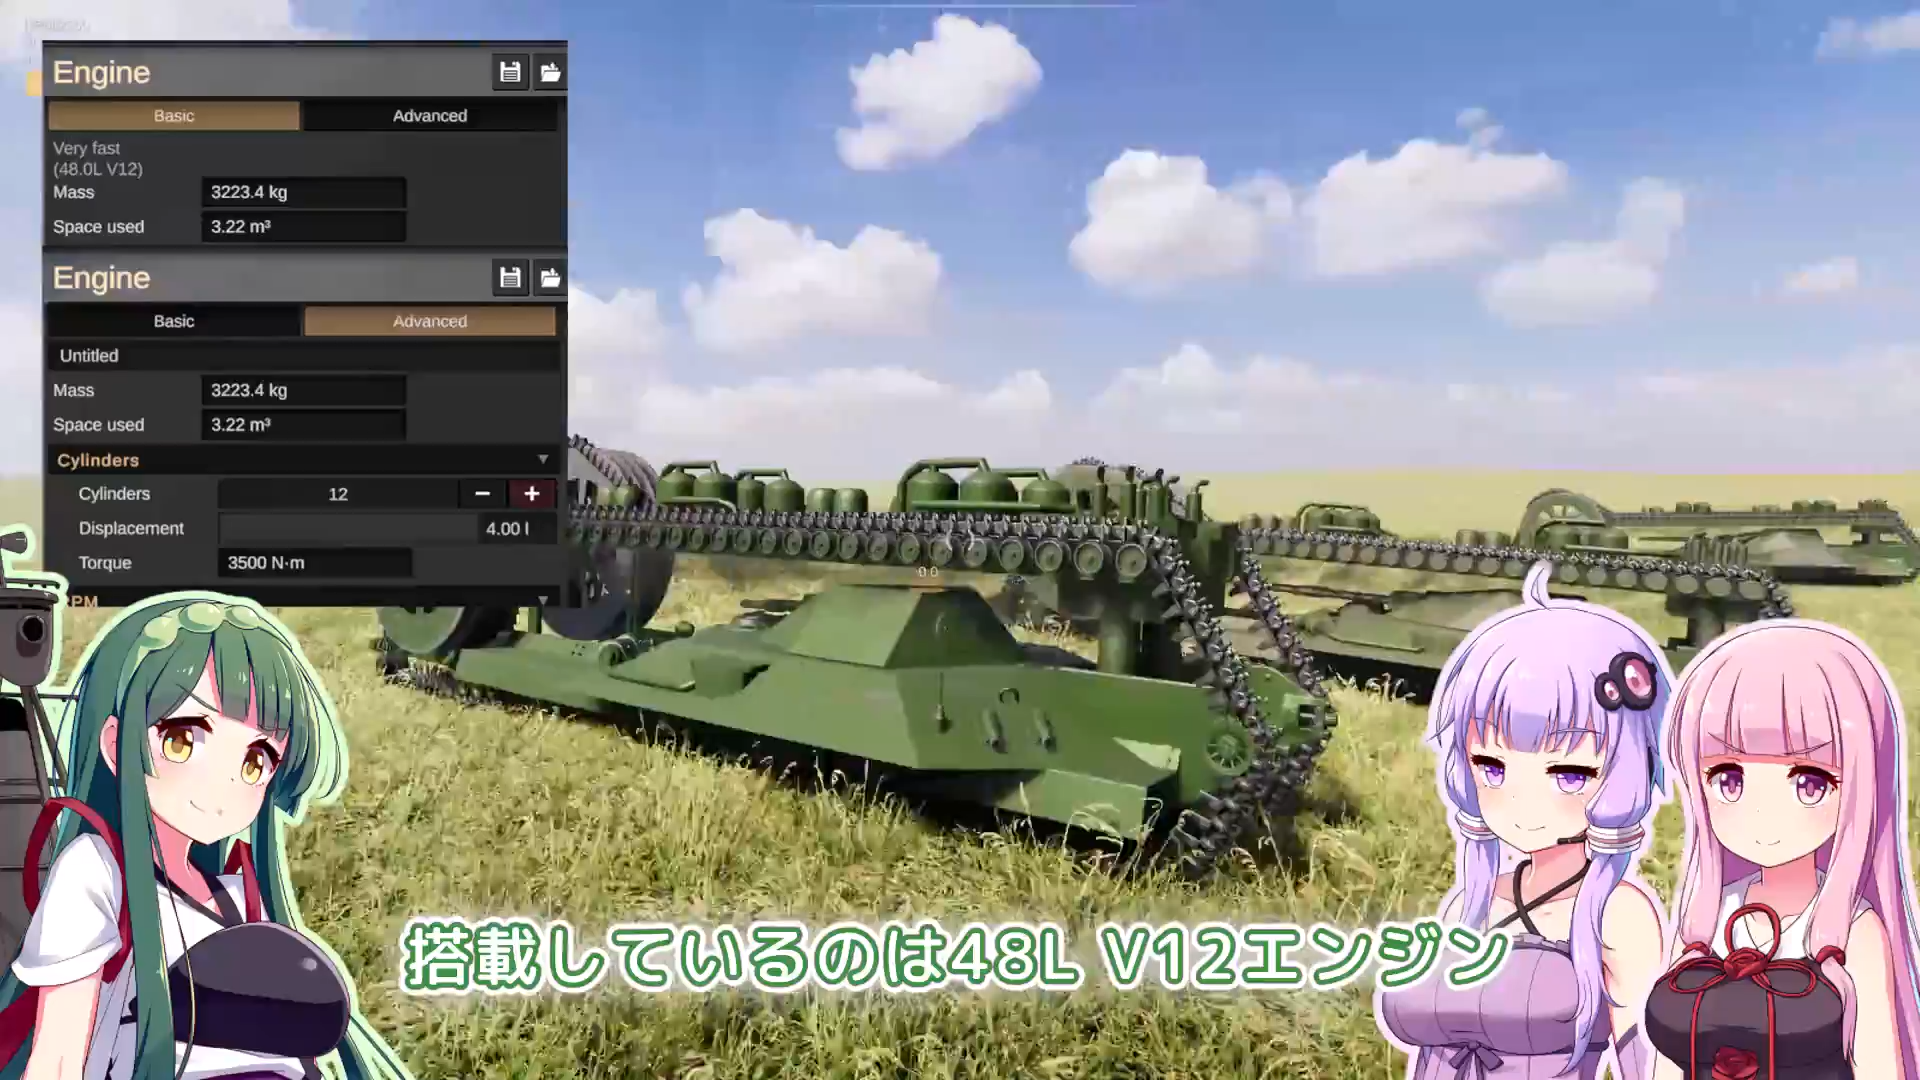 Engine
Basic
Advanced
Very fast
(48.0L V12)
Mass
3223.4 kg
Space used
3.22 m³
Engine
Basic
Advanced
Untitled
Mass
3223.4 kg
Space used
3.22 m³
Cylinders
Cylinders
12
Displacement
4.00 l
Torque
3500 N·m
PM
搭載しているのは48L V12エンジン